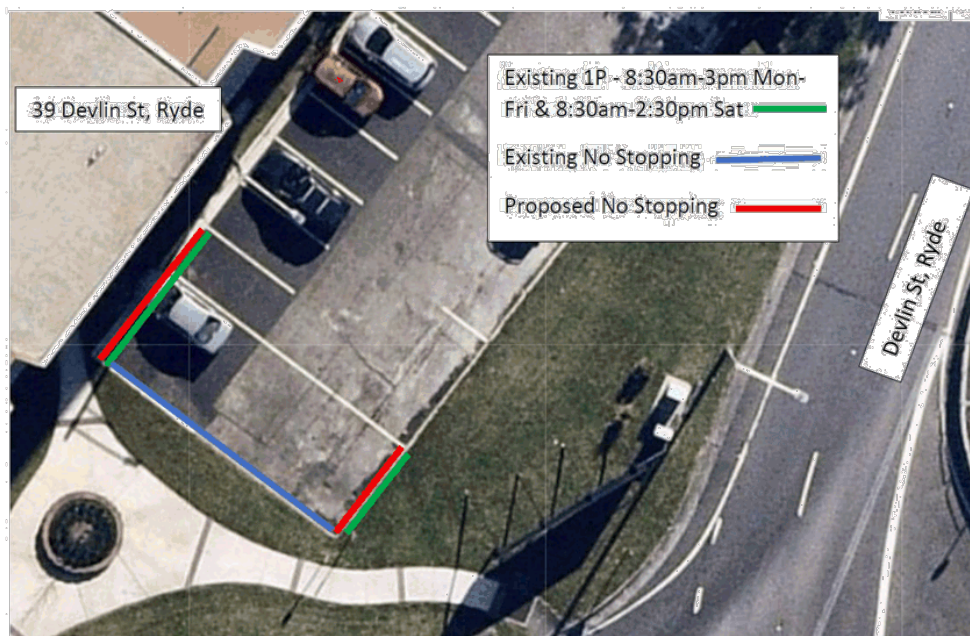 39 Devlin St, Ryde
Existing 1P - 8:30am-3pm Mon-
Fri & 8:30am-2:30pm Sat
Existing No Stopping
Proposed No Stopping
Devlin St, Ryde